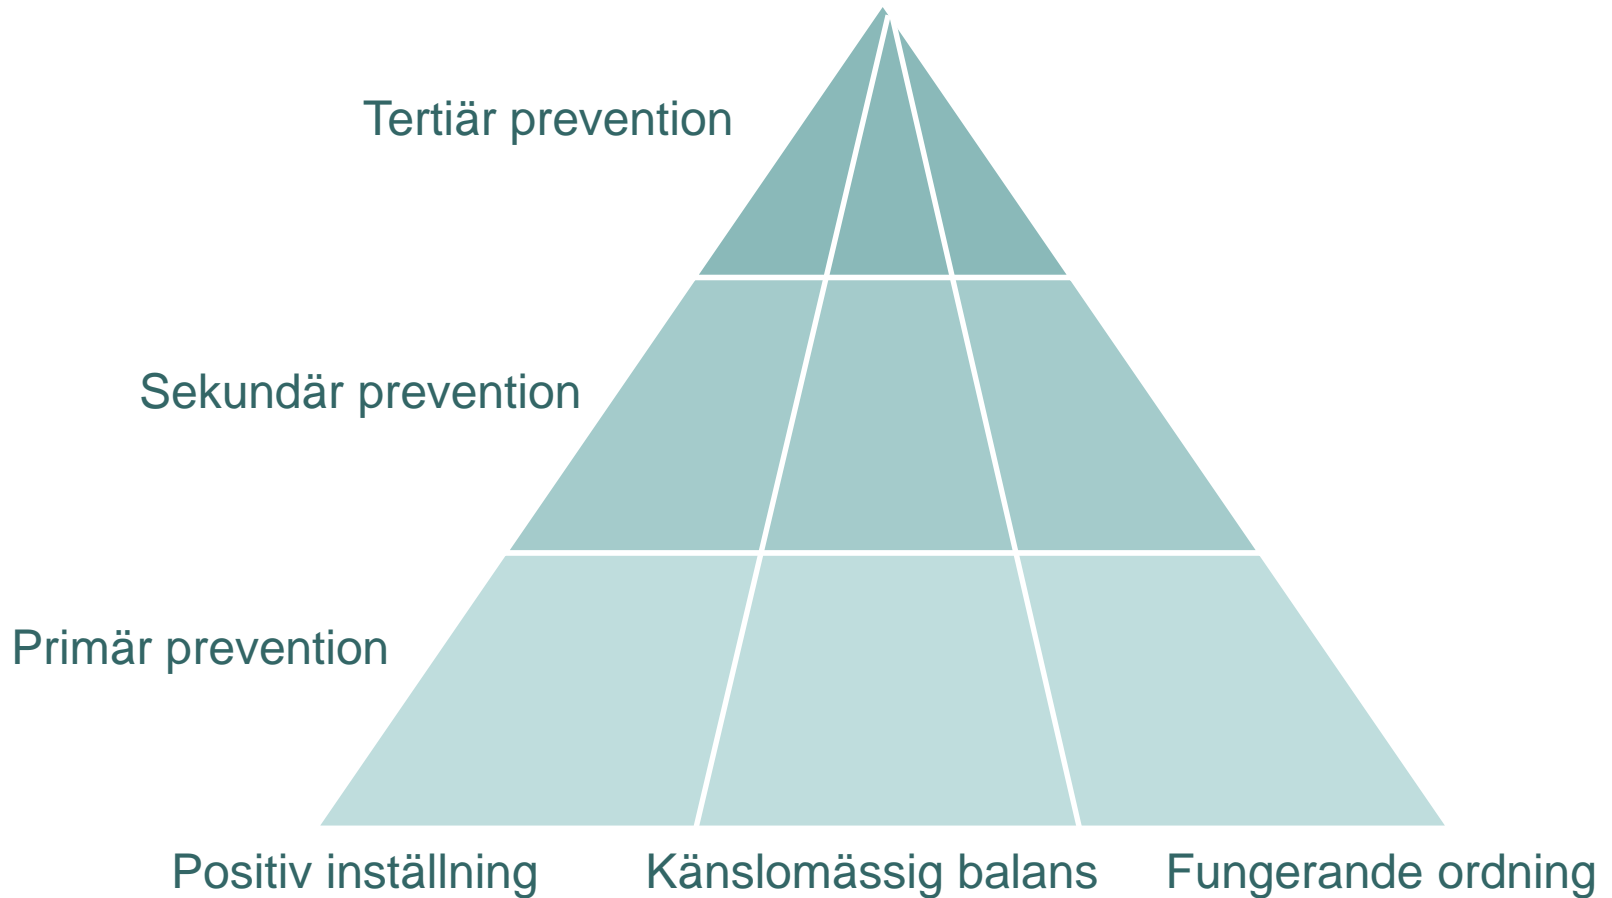 Tertiär prevention
Sekundär prevention
Primär prevention
Positiv inställning
Känslomässig balans
Fungerande ordning